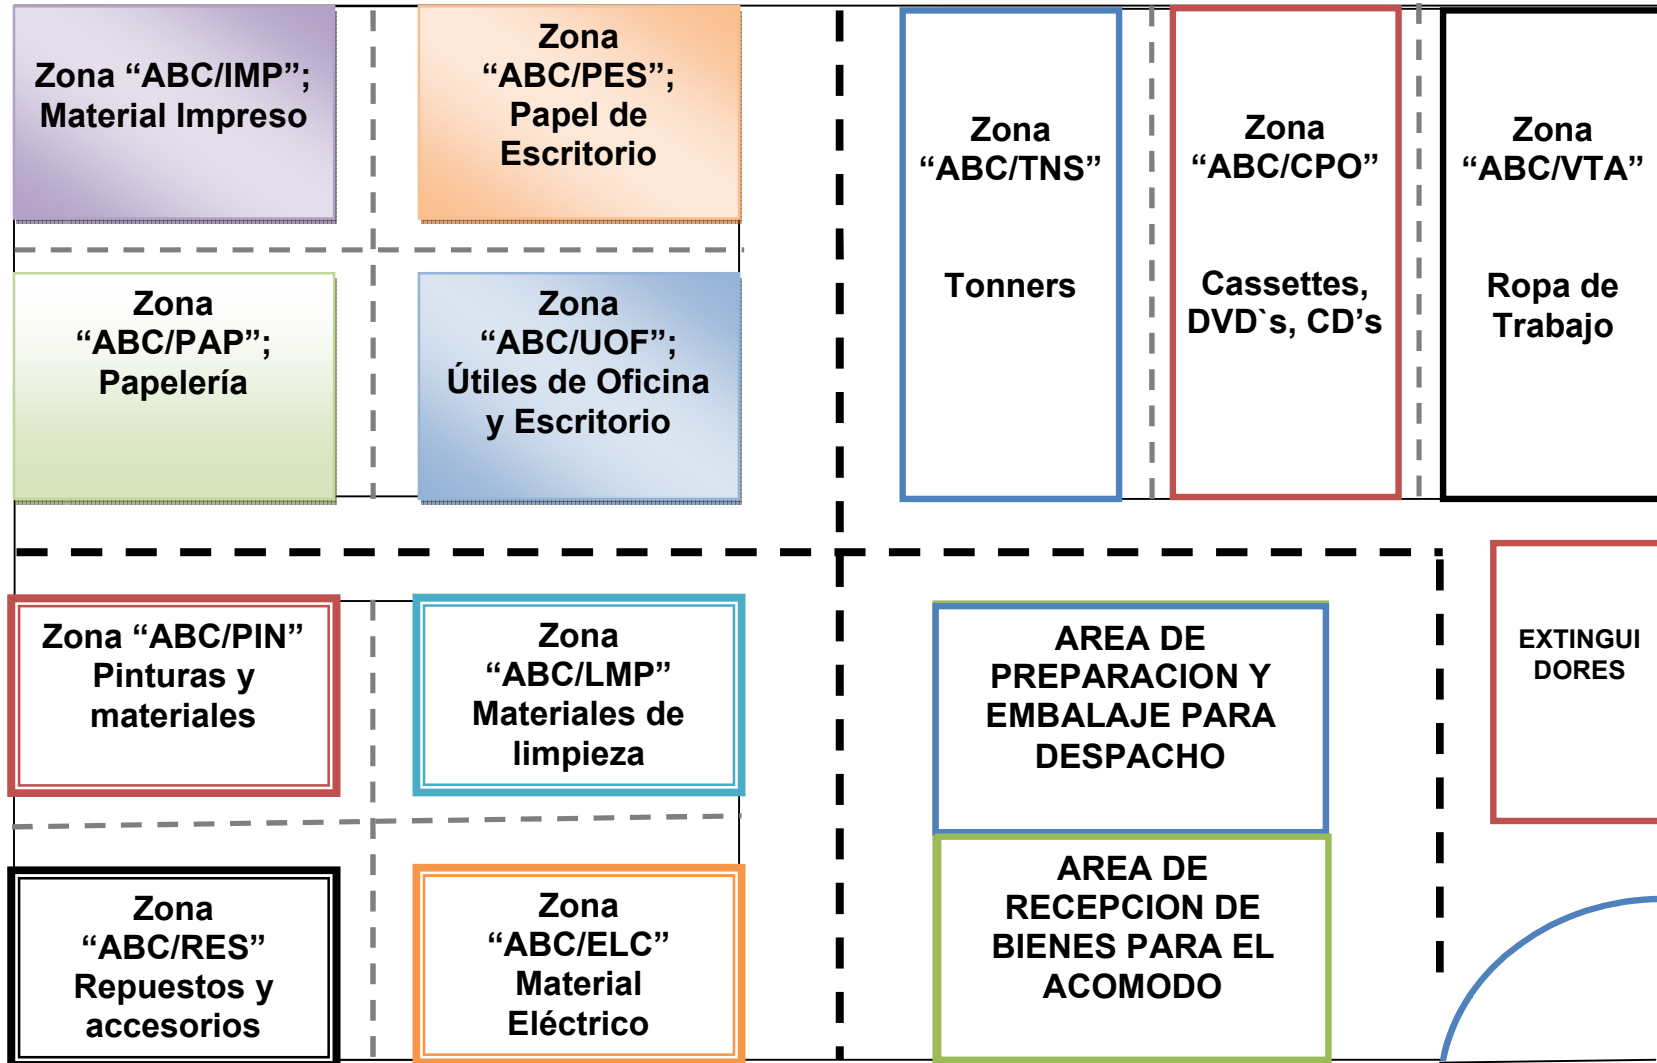 Zona “ABC/IMP”;
Material Impreso
Zona
“ABC/PES”;
Papel de
Escritorio
Zona
“ABC/TNS”
Tonners
Zona
“ABC/CPO”
Cassettes,
DVD`s, CD’s
Zona
“ABC/VTA”
Ropa de
Trabajo
Zona
“ABC/PAP”;
Papelería
Zona
“ABC/UOF”;
Útiles de Oficina
y Escritorio
Zona “ABC/PIN”
Pinturas y
materiales
Zona
“ABC/LMP”
Materiales de
limpieza
AREA DE
PREPARACION Y
EMBALAJE PARA
DESPACHO
EXTINGUI
DORES
Zona
“ABC/RES”
Repuestos y
accesorios
Zona
“ABC/ELC”
Material
Eléctrico
AREA DE
RECEPCION DE
BIENES PARA EL
ACOMODO